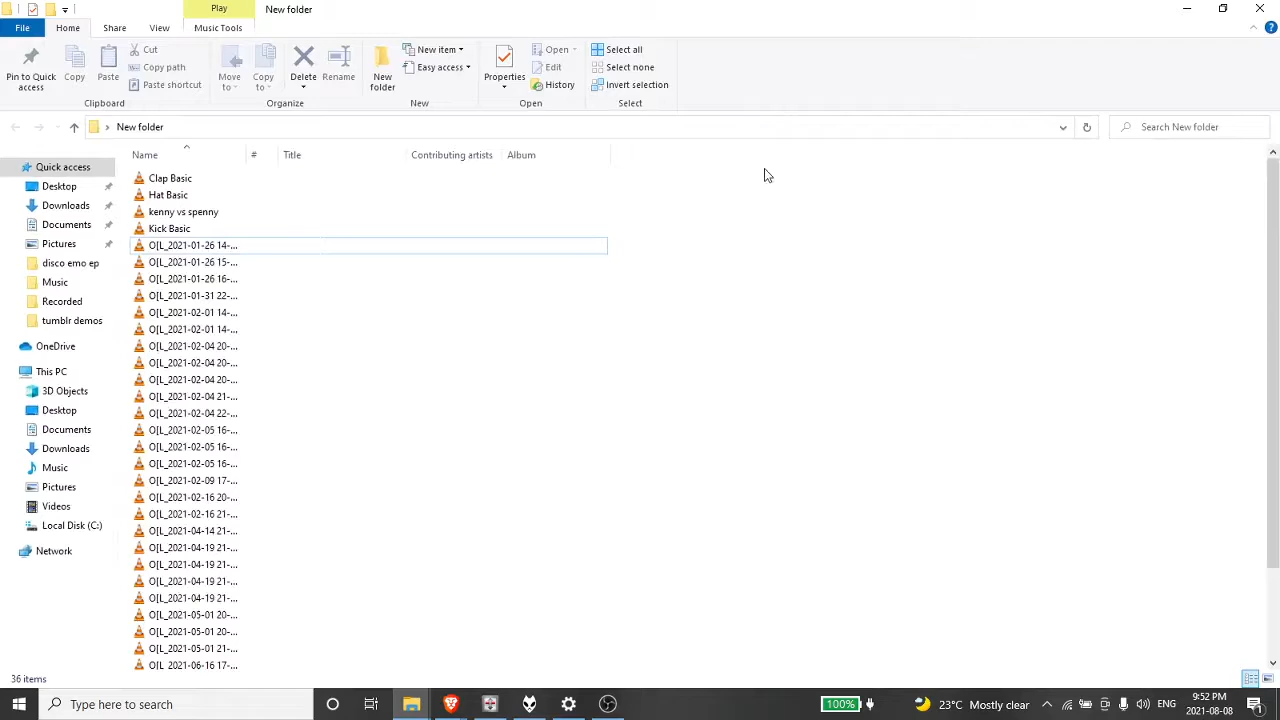 Play
New folder
File
Home
Share
View
Music Tools
Pin to Quick access
Copy
Paste
Cut
Copy path
Paste shortcut
Clipboard
Move to
Copy to
Delete
Rename
Organize
New folder
New item
Easy access
New
Properties
Open
Edit
History
Open
Select all
Select none
Invert selection
Select
New folder
Search New folder
Name
#
Title
Contributing artists
Album
Quick access
Desktop
Downloads
Documents
Pictures
disco emo ep
Music
Recorded
tumblr demos
OneDrive
This PC
3D Objects
Desktop
Documents
Downloads
Music
Pictures
Videos
Local Disk (C:)
Network
Clap Basic
Hat Basic
kenny vs spenny
Kick Basic
O[L_2021-01-26 14-...
O[L_2021-01-26 15-...
O[L_2021-01-26 16-...
O[L_2021-01-31 22-...
O[L_2021-02-01 14-...
O[L_2021-02-01 14-...
O[L_2021-02-04 20-...
O[L_2021-02-04 20-...
O[L_2021-02-04 20-...
O[L_2021-02-04 21-...
O[L_2021-02-04 22-...
O[L_2021-02-05 16-...
O[L_2021-02-05 16-...
O[L_2021-02-05 16-...
O[L_2021-02-09 17-...
O[L_2021-02-16 20-...
O[L_2021-02-16 21-...
O[L_2021-04-14 21-...
O[L_2021-04-19 21-...
O[L_2021-04-19 21-...
O[L_2021-04-19 21-...
O[L_2021-04-19 21-...
O[L_2021-05-01 20-...
O[L_2021-05-01 20-...
O[L_2021-05-01 21-...
O[L_2021-06-16 17-...
36 items
Type here to search
100%
23°C Mostly clear
ENG
9:52 PM
2021-08-08